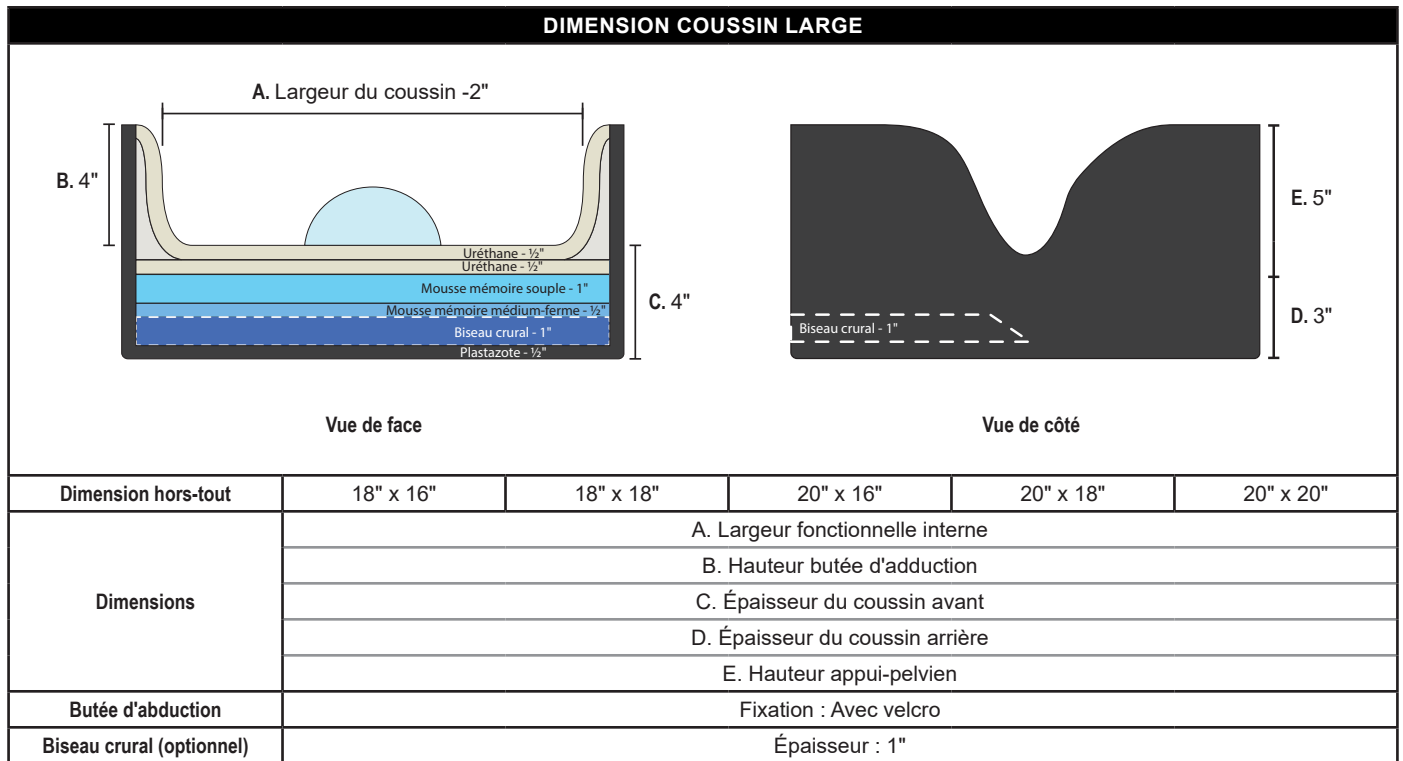 DIMENSION COUSSIN LARGE
A. Largeur du coussin -2"
B. 4"
Uréthane - ½"
Uréthane - ½"
Mousse mémoire souple - 1"
Mousse mémoire médium-ferme - ½"
Biseau crural - 1"
Plastazote - ½"
C. 4"
Vue de face
E. 5"
D. 3"
Biseau crural - 1"
Vue de côté
Dimension hors-tout 18" x 16" 18" x 18" 20" x 16" 20" x 18" 20" x 20"
Dimensions
A. Largeur fonctionnelle interne
B. Hauteur butée d'adduction
C. Épaisseur du coussin avant
D. Épaisseur du coussin arrière
E. Hauteur appui-pelvien
Butée d'abduction Fixation : Avec velcro
Biseau crural (optionnel) Épaisseur : 1"